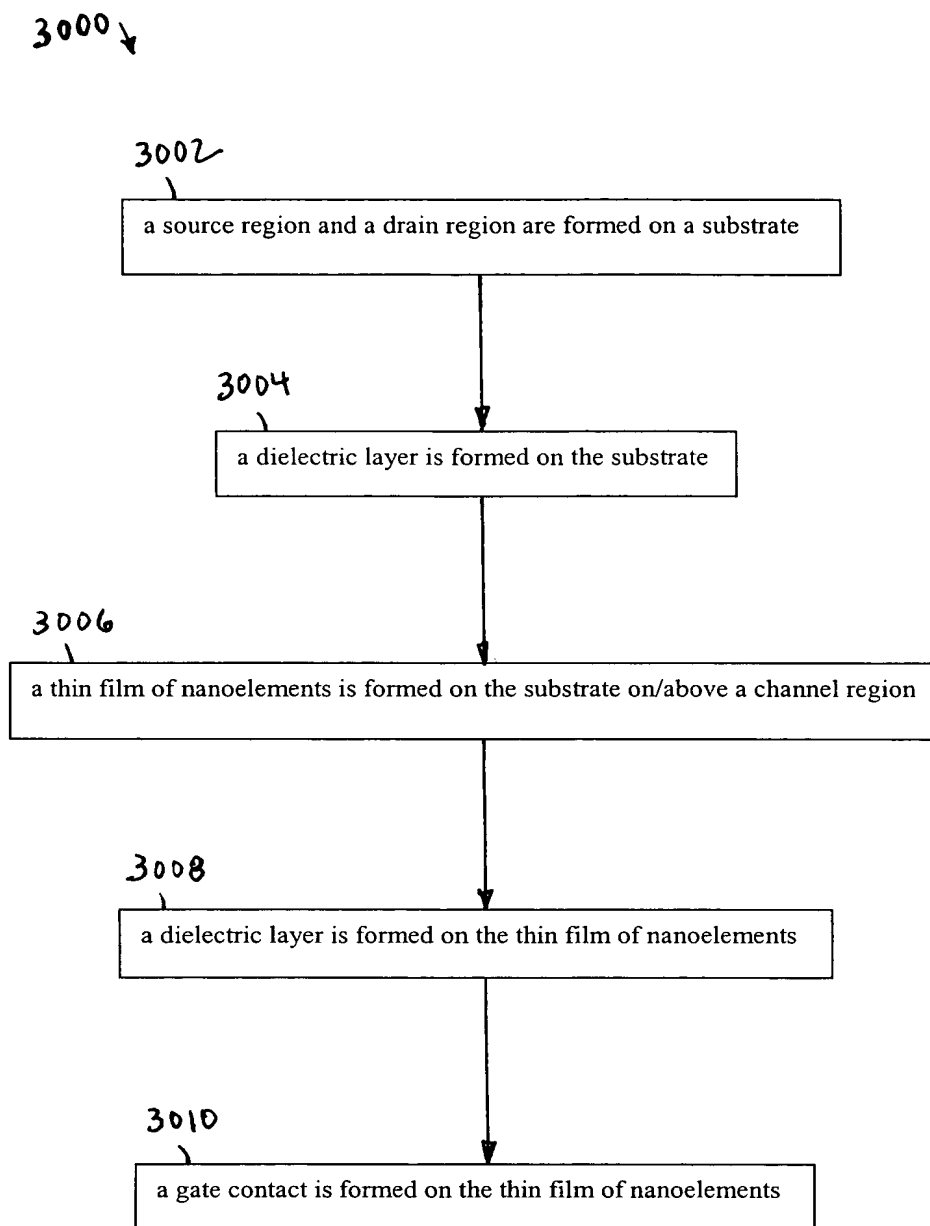 3000
3002
a source region and a drain region are formed on a substrate
3004
a dielectric layer is formed on the substrate
3006
a thin film of nanoelements is formed on the substrate on/above a channel region
3008
a dielectric layer is formed on the thin film of nanoelements
3010
a gate contact is formed on the thin film of nanoelements